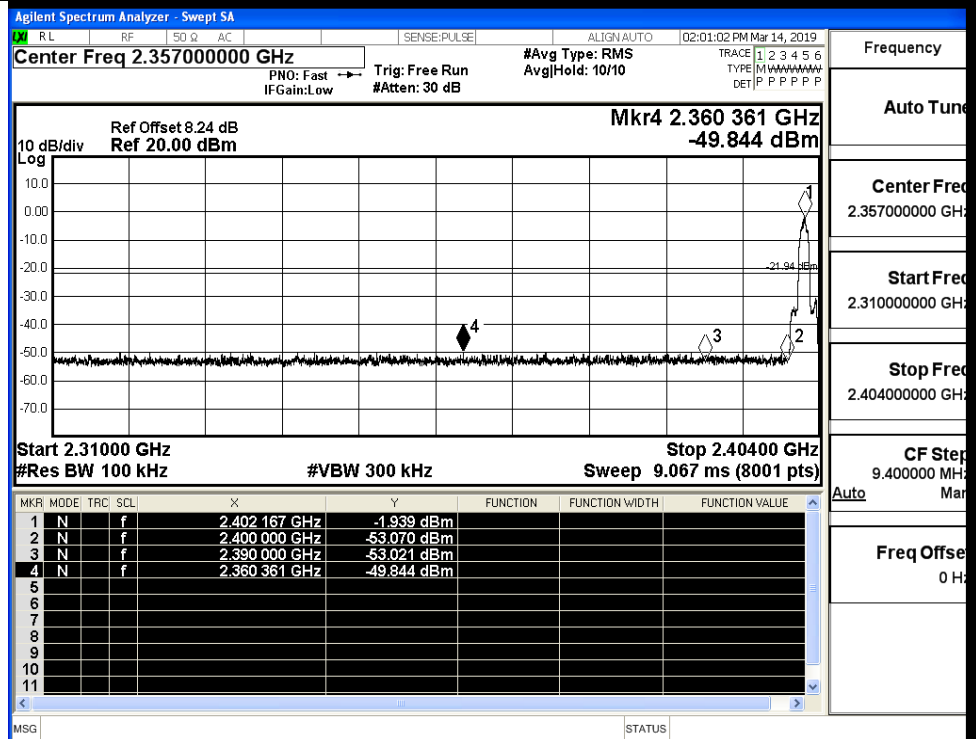 Agilent Spectrum Analyzer - Swept SA
LXI RL RF 50 Ω AC SENSE:PULSE ALIGN AUTO 02:01:02 PM Mar 14, 2019
Center Freq 2.357000000 GHz
PNO: Fast
IFGain:Low
Trig: Free Run
#Atten: 30 dB
#Avg Type: RMS
Avg|Hold: 10/10
TRACE 1 2 3 4 5 6
TYPE M WWWWW
DET P P P P P P
Mkr4 2.360 361 GHz
-49.844 dBm
Ref Offset 8.24 dB
Ref 20.00 dBm
10 dB/div
Log
10.0
0.00
-10.0
-20.0
-30.0
-40.0
-50.0
-60.0
-70.0
1
-21.94 dBm
4
3
2
Start 2.31000 GHz
Stop 2.40400 GHz
#Res BW 100 kHz
#VBW 300 kHz
Sweep 9.067 ms (8001 pts)
MKR MODE TRC SCL X Y FUNCTION FUNCTION WIDTH FUNCTION VALUE
1 N f 2.402 167 GHz -1.939 dBm
2 N f 2.400 000 GHz -53.070 dBm
3 N f 2.390 000 GHz -53.021 dBm
4 N f 2.360 361 GHz -49.844 dBm
5
6
7
8
9
10
11
MSG
STATUS
Frequency
Auto Tune
Center Freq
2.357000000 GHz
Start Freq
2.310000000 GHz
Stop Freq
2.404000000 GHz
CF Step
9.400000 MHz
Auto Man
Freq Offset
0 Hz